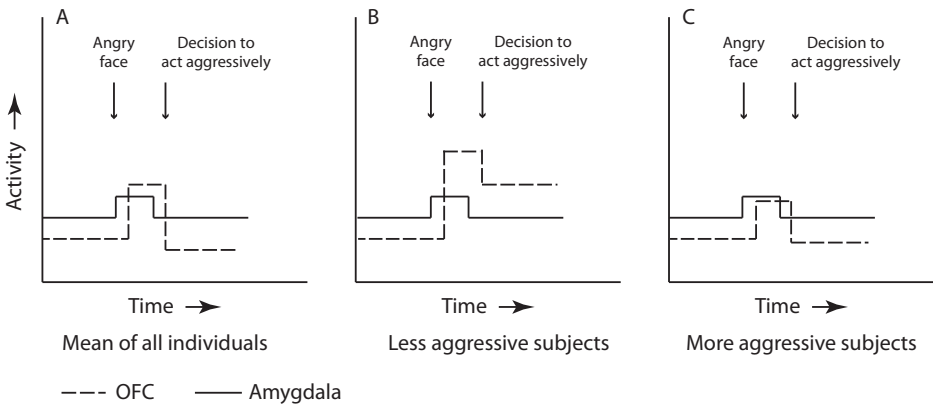 A
Angry
face
Decision to
act aggressively
Activity
Time
Mean of all individuals
B
Angry
face
Decision to
act aggressively
Time
Less aggressive subjects
C
Angry
face
Decision to
act aggressively
Time
More aggressive subjects
OFC
Amygdala